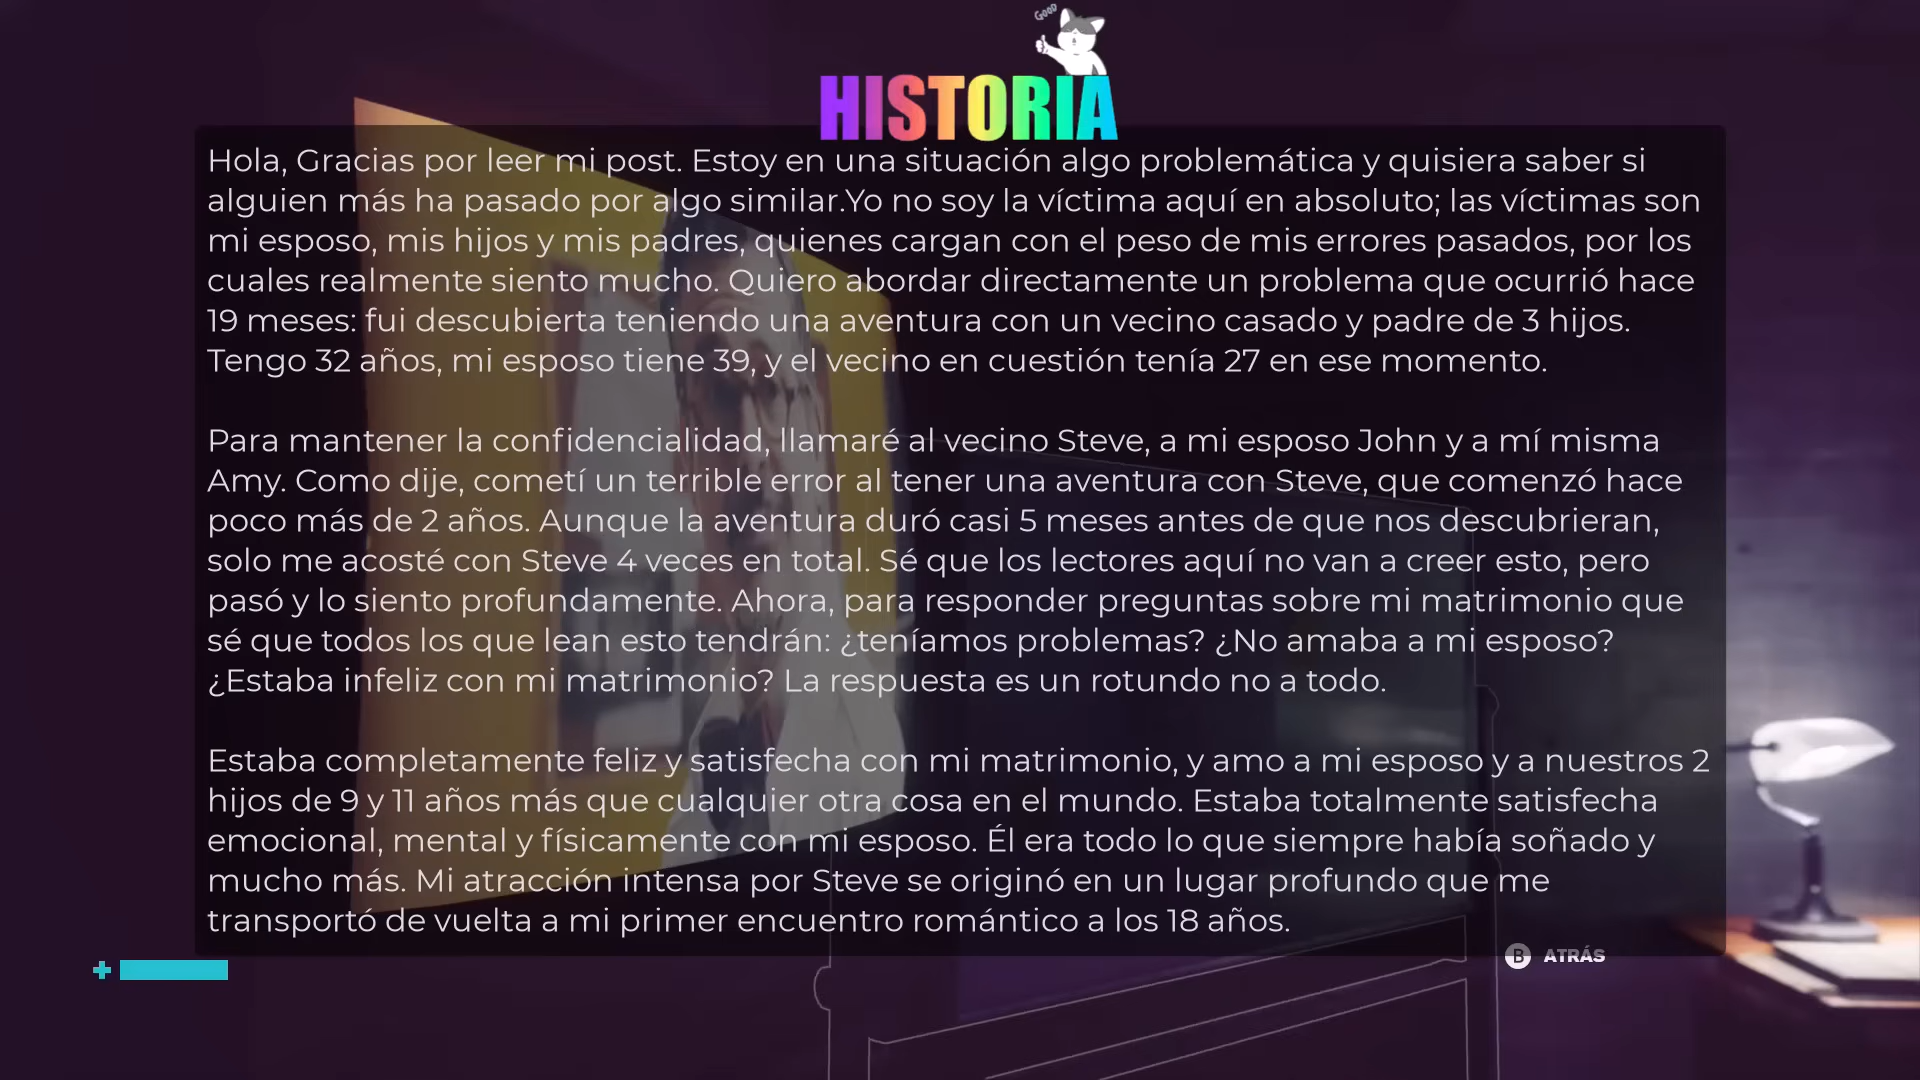 GOOD
HISTORIA
Hola, Gracias por leer mi post. Estoy en una situación algo problemática y quisiera saber si
alguien más ha pasado por algo similar.Yo no soy la víctima aquí en absoluto; las víctimas son
mi esposo, mis hijos y mis padres, quienes cargan con el peso de mis errores pasados, por los
cuales realmente siento mucho. Quiero abordar directamente un problema que ocurrió hace
19 meses: fui descubierta teniendo una aventura con un vecino casado y padre de 3 hijos.
Tengo 32 años, mi esposo tiene 39, y el vecino en cuestión tenía 27 en ese momento.
Para mantener la confidencialidad, llamaré al vecino Steve, a mi esposo John y a mí misma
Amy. Como dije, cometí un terrible error al tener una aventura con Steve, que comenzó hace
poco más de 2 años. Aunque la aventura duró casi 5 meses antes de que nos descubrieran,
solo me acosté con Steve 4 veces en total. Sé que los lectores aquí no van a creer esto, pero
pasó y lo siento profundamente. Ahora, para responder preguntas sobre mi matrimonio que
sé que todos los que lean esto tendrán: ¿teníamos problemas? ¿No amaba a mi esposo?
¿Estaba infeliz con mi matrimonio? La respuesta es un rotundo no a todo.
Estaba completamente feliz y satisfecha con mi matrimonio, y amo a mi esposo y a nuestros 2
hijos de 9 y 11 años más que cualquier otra cosa en el mundo. Estaba totalmente satisfecha
emocional, mental y físicamente con mi esposo. Él era todo lo que siempre había soñado y
mucho más. Mi atracción intensa por Steve se originó en un lugar profundo que me
transportó de vuelta a mi primer encuentro romántico a los 18 años.
B ATRÁS